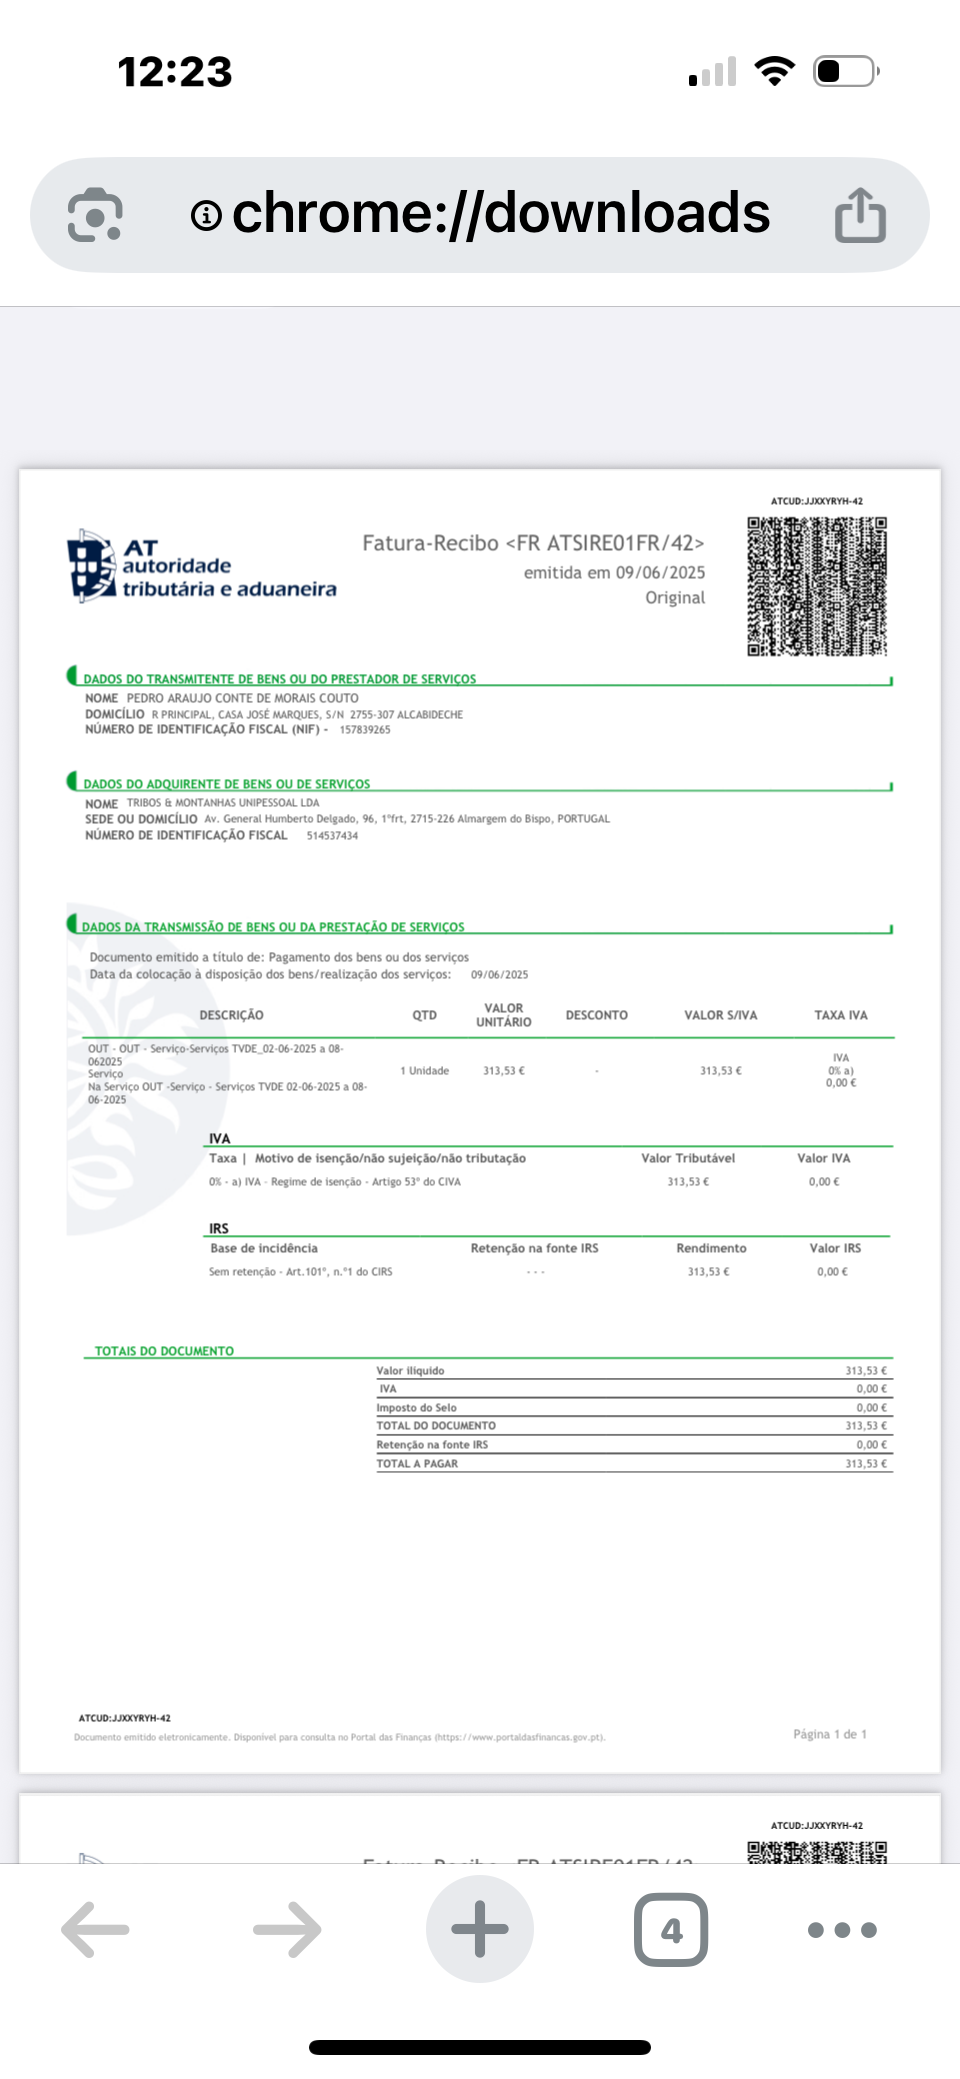 12:23
chrome://downloads
ATCUD:JJXXYRYH-42
AT
autoridade
tributária e aduaneira
Fatura-Recibo <FR ATSIRE01FR/42>
emitida em 09/06/2025
Original
DADOS DO TRANSMITENTE DE BENS OU DO PRESTADOR DE SERVIÇOS
NOME PEDRO ARAUJO CONTE DE MORAIS COUTO
DOMICÍLIO R PRINCIPAL, CASA JOSÉ MARQUES, S/N 2755-307 ALCABIDECHE
NÚMERO DE IDENTIFICAÇÃO FISCAL (NIF) - 157839265
DADOS DO ADQUIRENTE DE BENS OU DE SERVIÇOS
NOME TRIBOS & MONTANHAS UNIPESSOAL LDA
SEDE OU DOMICÍLIO Av. General Humberto Delgado, 96, 1ºfrt, 2715-226 Almargem do Bispo, PORTUGAL
NÚMERO DE IDENTIFICAÇÃO FISCAL 514537434
DADOS DA TRANSMISSÃO DE BENS OU DA PRESTAÇÃO DE SERVIÇOS
Documento emitido a título de: Pagamento dos bens ou dos serviços
Data da colocação à disposição dos bens/realização dos serviços: 09/06/2025
DESCRIÇÃO QTD VALOR UNITÁRIO DESCONTO VALOR S/IVA TAXA IVA
OUT - OUT - Serviço-Serviços TVDE_02-06-2025 a 08-
062025
Serviço
Na Serviço OUT -Serviço - Serviços TVDE 02-06-2025 a 08-
06-2025
1 Unidade 313,53 € - 313,53 €
IVA
0% a)
0,00 €
IVA
Taxa | Motivo de isenção/não sujeição/não tributação Valor Tributável Valor IVA
0% - a) IVA - Regime de isenção - Artigo 53º do CIVA 313,53 € 0,00 €
IRS
Base de incidência Retenção na fonte IRS Rendimento Valor IRS
Sem retenção - Art.101º, n.º1 do CIRS - - - 313,53 € 0,00 €
TOTAIS DO DOCUMENTO
Valor ilíquido 313,53 €
IVA 0,00 €
Imposto do Selo 0,00 €
TOTAL DO DOCUMENTO 313,53 €
Retenção na fonte IRS 0,00 €
TOTAL A PAGAR 313,53 €
ATCUD:JJXXYRYH-42
Documento emitido eletronicamente. Disponível para consulta no Portal das Finanças (https://www.portaldasfinancas.gov.pt).
Página 1 de 1
ATCUD:JJXXYRYH-42
Fatura-Recibo <FR ATSIRE01FR/42>
4